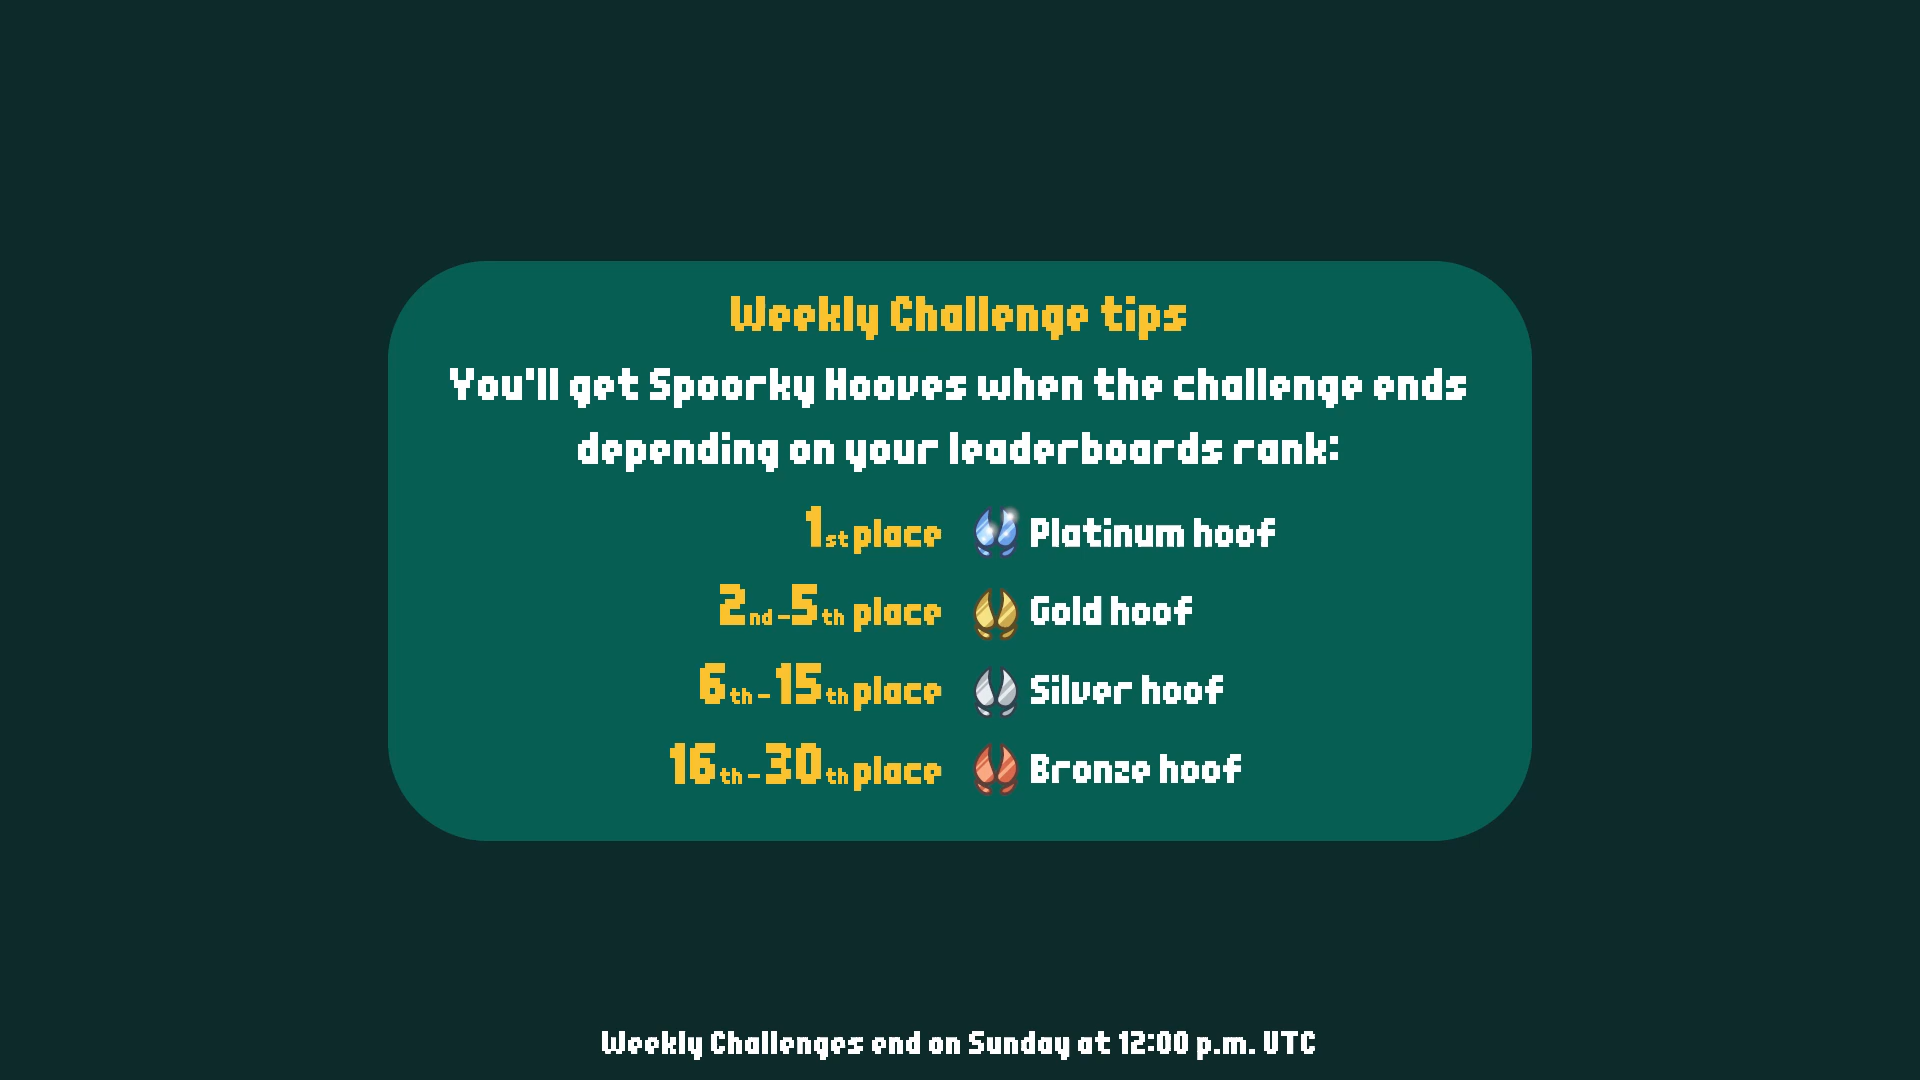 Weekly Challenge tips
You'll get Spoorky Hooves when the challenge ends
depending on your leaderboards rank:
1st place Platinum hoof
2nd-5th place Gold hoof
6th-15th place Silver hoof
16th-30th place Bronze hoof
Weekly Challenges end on Sunday at 12:00 p.m. UTC